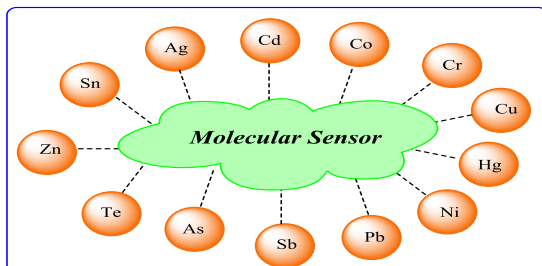 Cd
Co
Ag
Cr
Sn
Cu
Molecular Sensor
Zn
Hg
Te
Ni
As
Pb
Sb